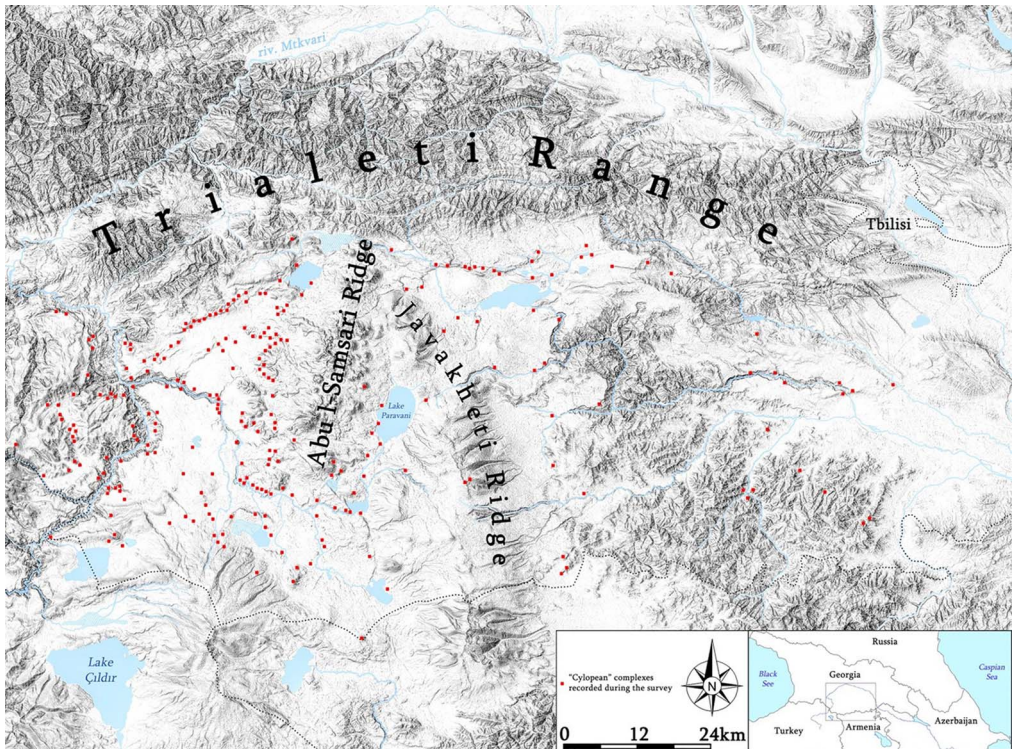 riv. Mtkvari
Trialeti Range
Tbilisi
Abul-Samsari Ridge
Javakheti Ridge
Lake
Paravani
Lake
Çıldır
"Cylopean" complexes
recorded during the survey
N
0 12 24km
Russia
Black
See
Georgia
Caspian
Sea
Turkey
Armenia
Azerbaijan